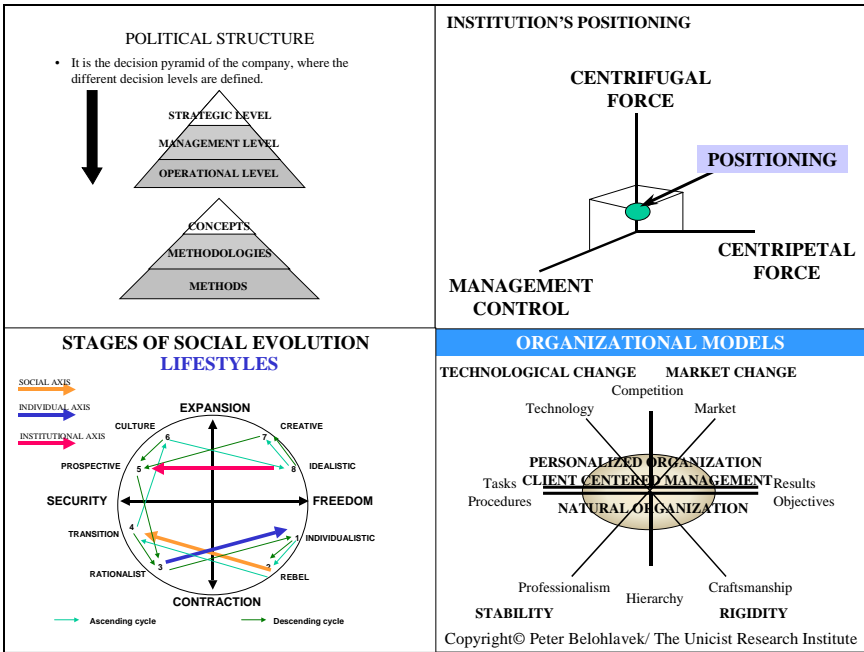 POLITICAL STRUCTURE
• It is the decision pyramid of the company, where the
different decision levels are defined.
STRATEGIC LEVEL
MANAGEMENT LEVEL
OPERATIONAL LEVEL
CONCEPTS
METHODOLOGIES
METHODS
INSTITUTION'S POSITIONING
CENTRIFUGAL
FORCE
POSITIONING
CENTRIPETAL
FORCE
MANAGEMENT
CONTROL
STAGES OF SOCIAL EVOLUTION
LIFESTYLES
SOCIAL AXIS
INDIVIDUAL AXIS
INSTITUTIONAL AXIS
EXPANSION
CULTURE
CREATIVE
6
7
PROSPECTIVE
5
8
IDEALISTIC
SECURITY
FREEDOM
TRANSITION
4
1
INDIVIDUALISTIC
RATIONALIST
3
2
REBEL
CONTRACTION
Ascending cycle
Descending cycle
ORGANIZATIONAL MODELS
TECHNOLOGICAL CHANGE
MARKET CHANGE
Competition
Technology
Market
PERSONALIZED ORGANIZATION
Tasks
CLIENT CENTERED MANAGEMENT
Results
Procedures
NATURAL ORGANIZATION
Objectives
Professionalism
Craftsmanship
Hierarchy
STABILITY
RIGIDITY
Copyright© Peter Belohlavek/ The Unicist Research Institute